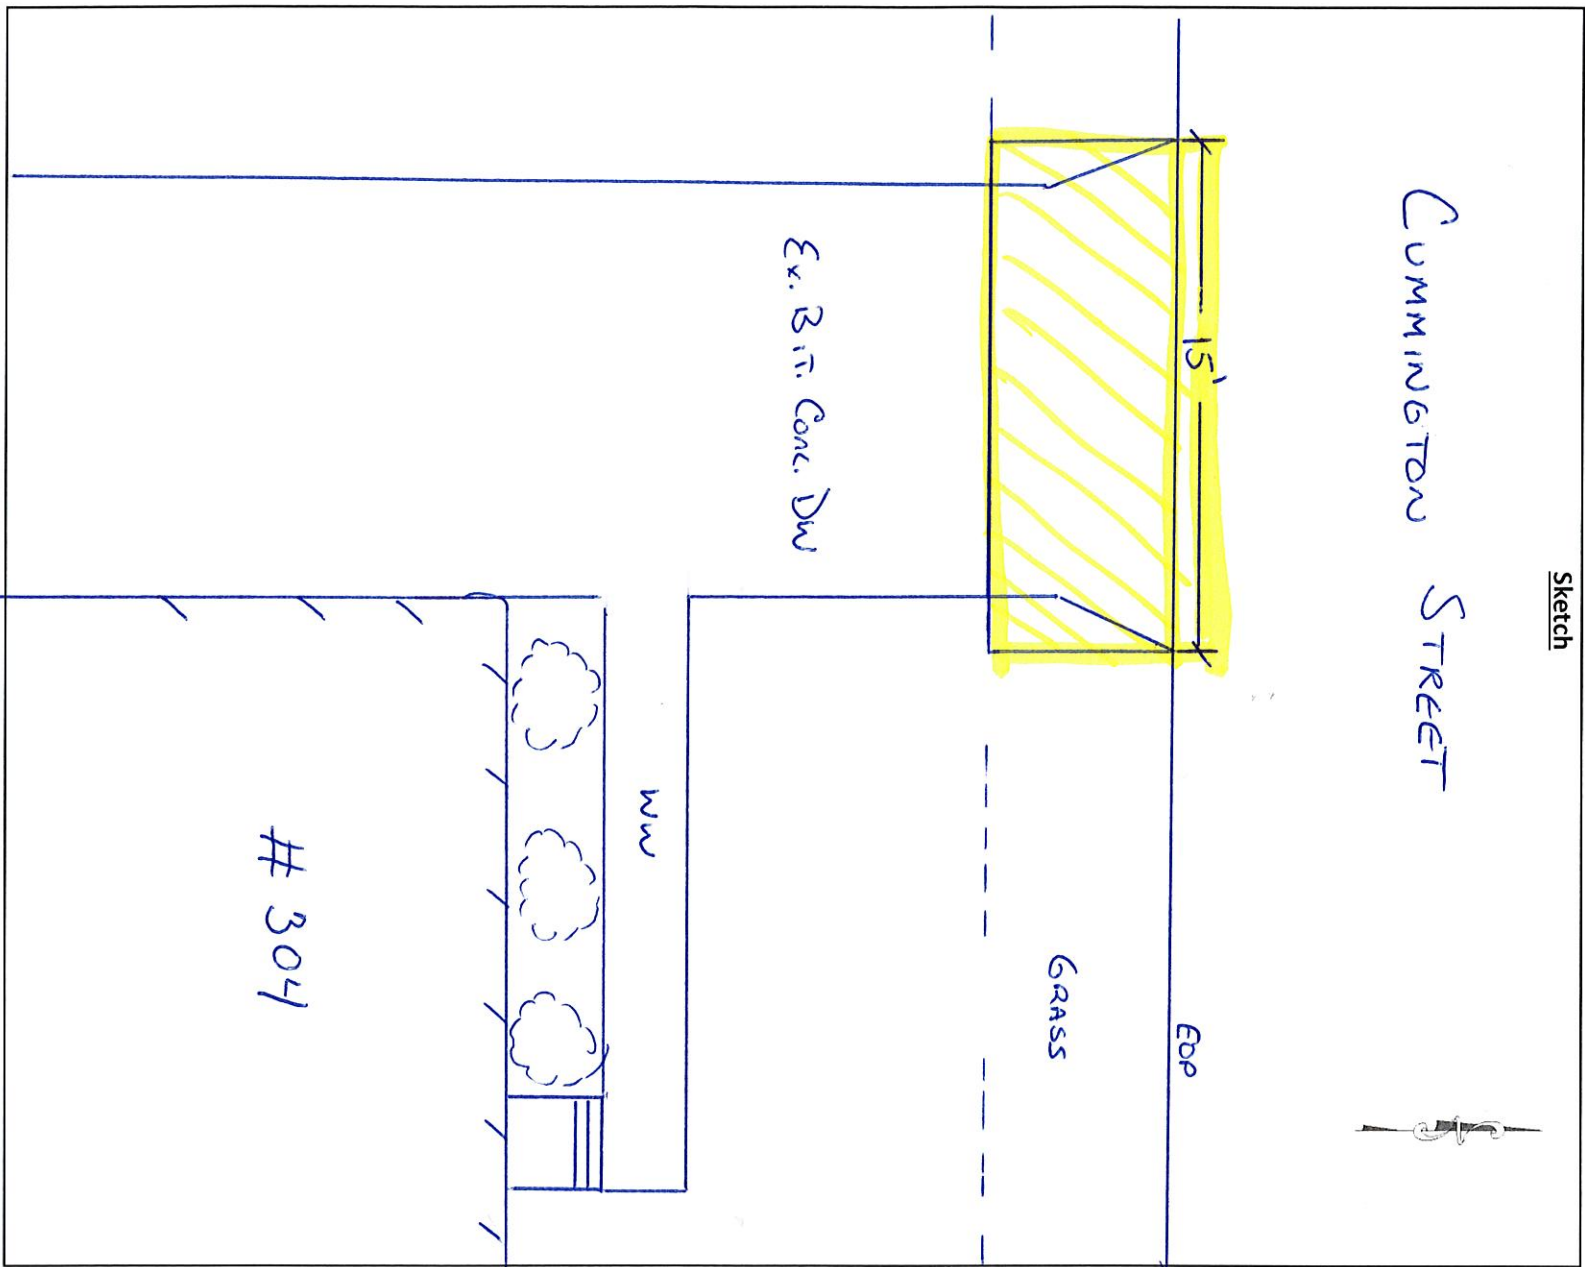 Sketch
CUMMINGTON STREET
15'
EOP
GRASS
Ex. BIT. CONC. DW
WW
# 304
N